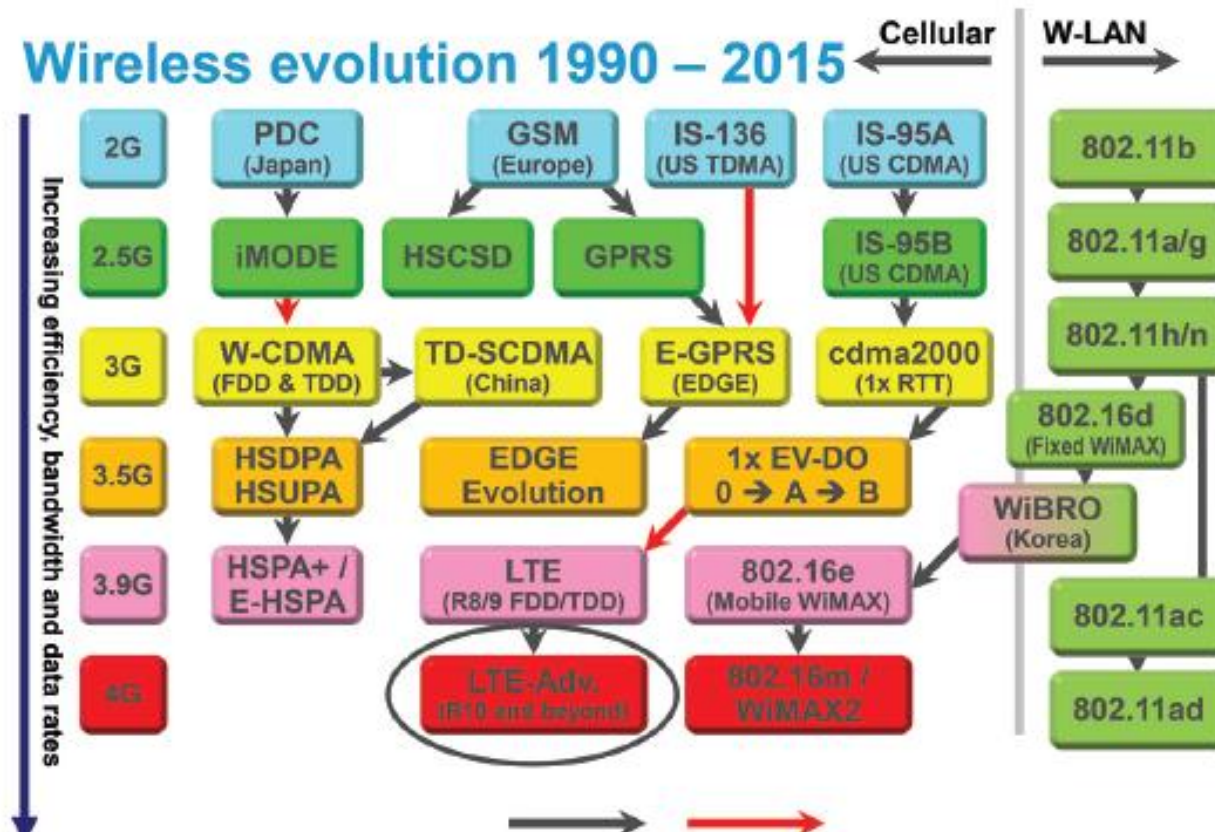 Wireless evolution 1990 – 2015
Cellular
W-LAN
Increasing efficiency, bandwidth and data rates
2G
PDC
(Japan)
GSM
(Europe)
IS-136
(US TDMA)
IS-95A
(US CDMA)
802.11b
2.5G
iMODE
HSCSD
GPRS
IS-95B
(US CDMA)
802.11a/g
3G
W-CDMA
(FDD & TDD)
TD-SCDMA
(China)
E-GPRS
(EDGE)
cdma2000
(1x RTT)
802.11h/n
802.16d
(Fixed WiMAX)
3.5G
HSDPA
HSUPA
EDGE
Evolution
1x EV-DO
0 ➔ A ➔ B
WiBRO
(Korea)
3.9G
HSPA+ /
E-HSPA
LTE
(R8/9 FDD/TDD)
802.16e
(Mobile WiMAX)
802.11ac
4G
LTE-Adv.
(R10 and beyond)
802.16m /
WiMAX2
802.11ad